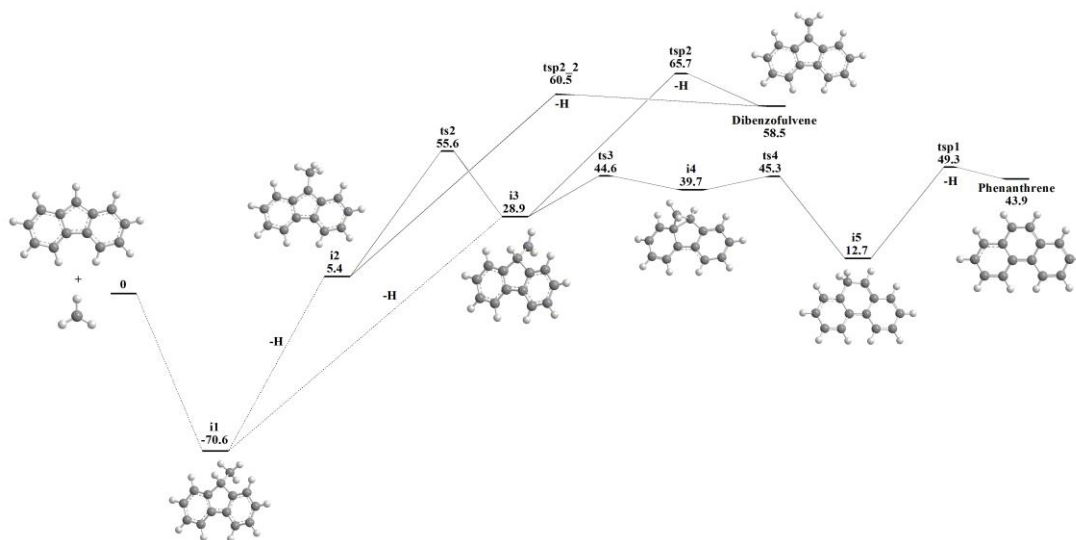 tsp2
65.7
-H
tsp2_2
60.5
-H
Dibenzofulvene
58.5
ts2
55.6
ts3
44.6
i4
39.7
ts4
45.3
tsp1
49.3
-H
Phenanthrene
43.9
i3
28.9
i2
5.4
i5
12.7
+
0
-H
-H
i1
-70.6